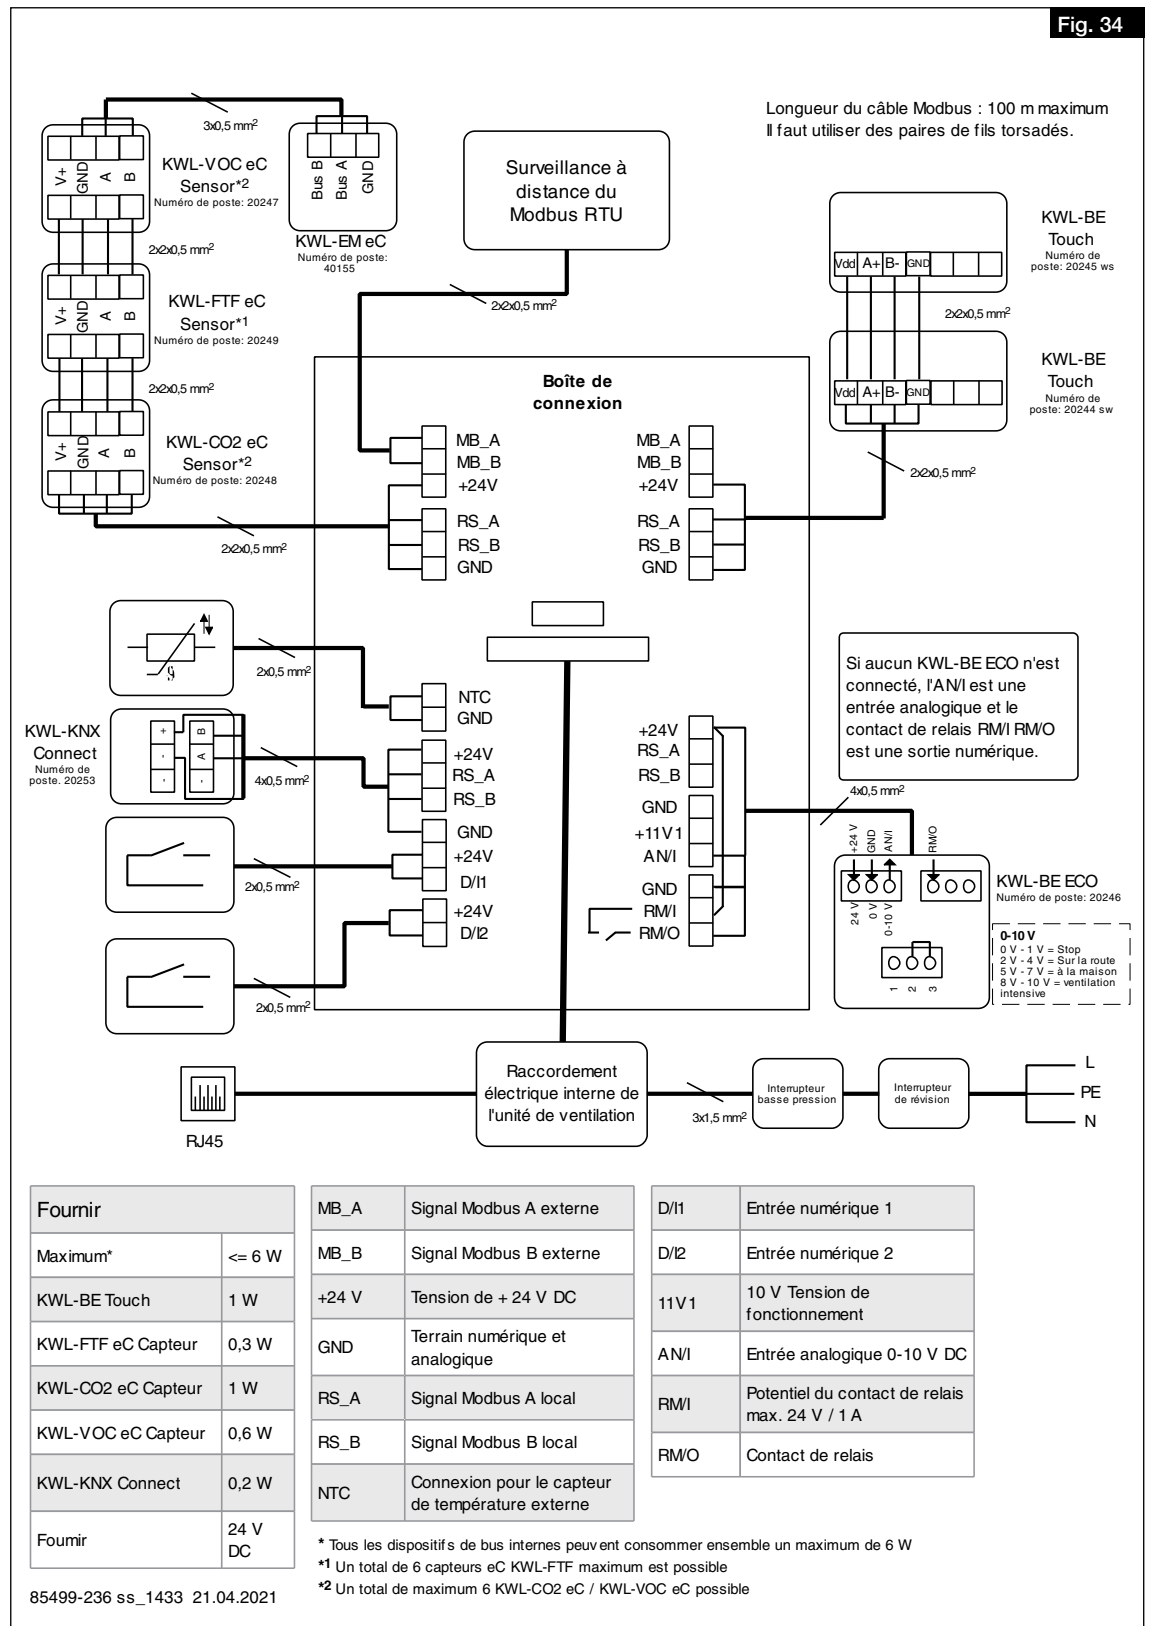 Fig. 34
Longueur du câble Modbus : 100 m maximum
Il faut utiliser des paires de fils torsadés.
3x0,5 mm²
V+
GND
A
B
KWL-VOC eC
Sensor*2
Numéro de poste: 20247
Bus B
Bus A
GND
KWL-EM eC
Numéro de poste:
40155
2x2x0,5 mm²
V+
GND
A
B
KWL-FTF eC
Sensor*1
Numéro de poste: 20249
2x2x0,5 mm²
V+
GND
A
B
KWL-CO2 eC
Sensor*2
Numéro de poste: 20248
2x2x0,5 mm²
Surveillance à
distance du
Modbus RTU
2x2x0,5 mm²
Vdd
A+
B-
GND
KWL-BE
Touch
Numéro de
poste: 20245 ws
2x2x0,5 mm²
Vdd
A+
B-
GND
KWL-BE
Touch
Numéro de
poste: 20244 sw
2x2x0,5 mm²
Boîte de
connexion
MB_A
MB_B
+24V
RS_A
RS_B
GND
MB_A
MB_B
+24V
RS_A
RS_B
GND
ϑ
2x0,5 mm²
NTC
GND
KWL-KNX
Connect
Numéro de
poste. 20253
+
-
-
B
A
-
4x0,5 mm²
+24V
RS_A
RS_B
GND
+24V
D/I1
+24V
D/I2
2x0,5 mm²
2x0,5 mm²
+24V
RS_A
RS_B
GND
+11V1
AN/I
GND
RM/I
RM/O
Si aucun KWL-BE ECO n'est
connecté, l'AN/I est une
entrée analogique et le
contact de relais RM/I RM/O
est une sortie numérique.
4x0,5 mm²
+24 V
GND
AN/I
RM/O
24 V
0 V
0-10 V
1
2
3
KWL-BE ECO
Numéro de poste: 20246
0-10 V
0 V - 1 V = Stop
2 V - 4 V = Sur la route
5 V - 7 V = à la maison
8 V - 10 V = ventilation
intensive
RJ45
Raccordement
électrique interne de
l'unité de ventilation
3x1,5 mm²
Interrupteur
basse pression
Interrupteur
de révision
L
PE
N
Fournir
Maximum* <= 6 W
KWL-BE Touch 1 W
KWL-FTF eC Capteur 0,3 W
KWL-CO2 eC Capteur 1 W
KWL-VOC eC Capteur 0,6 W
KWL-KNX Connect 0,2 W
Fournir 24 V
DC
MB_A Signal Modbus A externe
MB_B Signal Modbus B externe
+24 V Tension de + 24 V DC
GND Terrain numérique et
analogique
RS_A Signal Modbus A local
RS_B Signal Modbus B local
NTC Connexion pour le capteur
de température externe
D/I1 Entrée numérique 1
D/I2 Entrée numérique 2
11V1 10 V Tension de
fonctionnement
AN/I Entrée analogique 0-10 V DC
RM/I Potentiel du contact de relais
max. 24 V / 1 A
RM/O Contact de relais
* Tous les dispositifs de bus internes peuvent consommer ensemble un maximum de 6 W
*1 Un total de 6 capteurs eC KWL-FTF maximum est possible
*2 Un total de maximum 6 KWL-CO2 eC / KWL-VOC eC possible
85499-236 ss_1433 21.04.2021